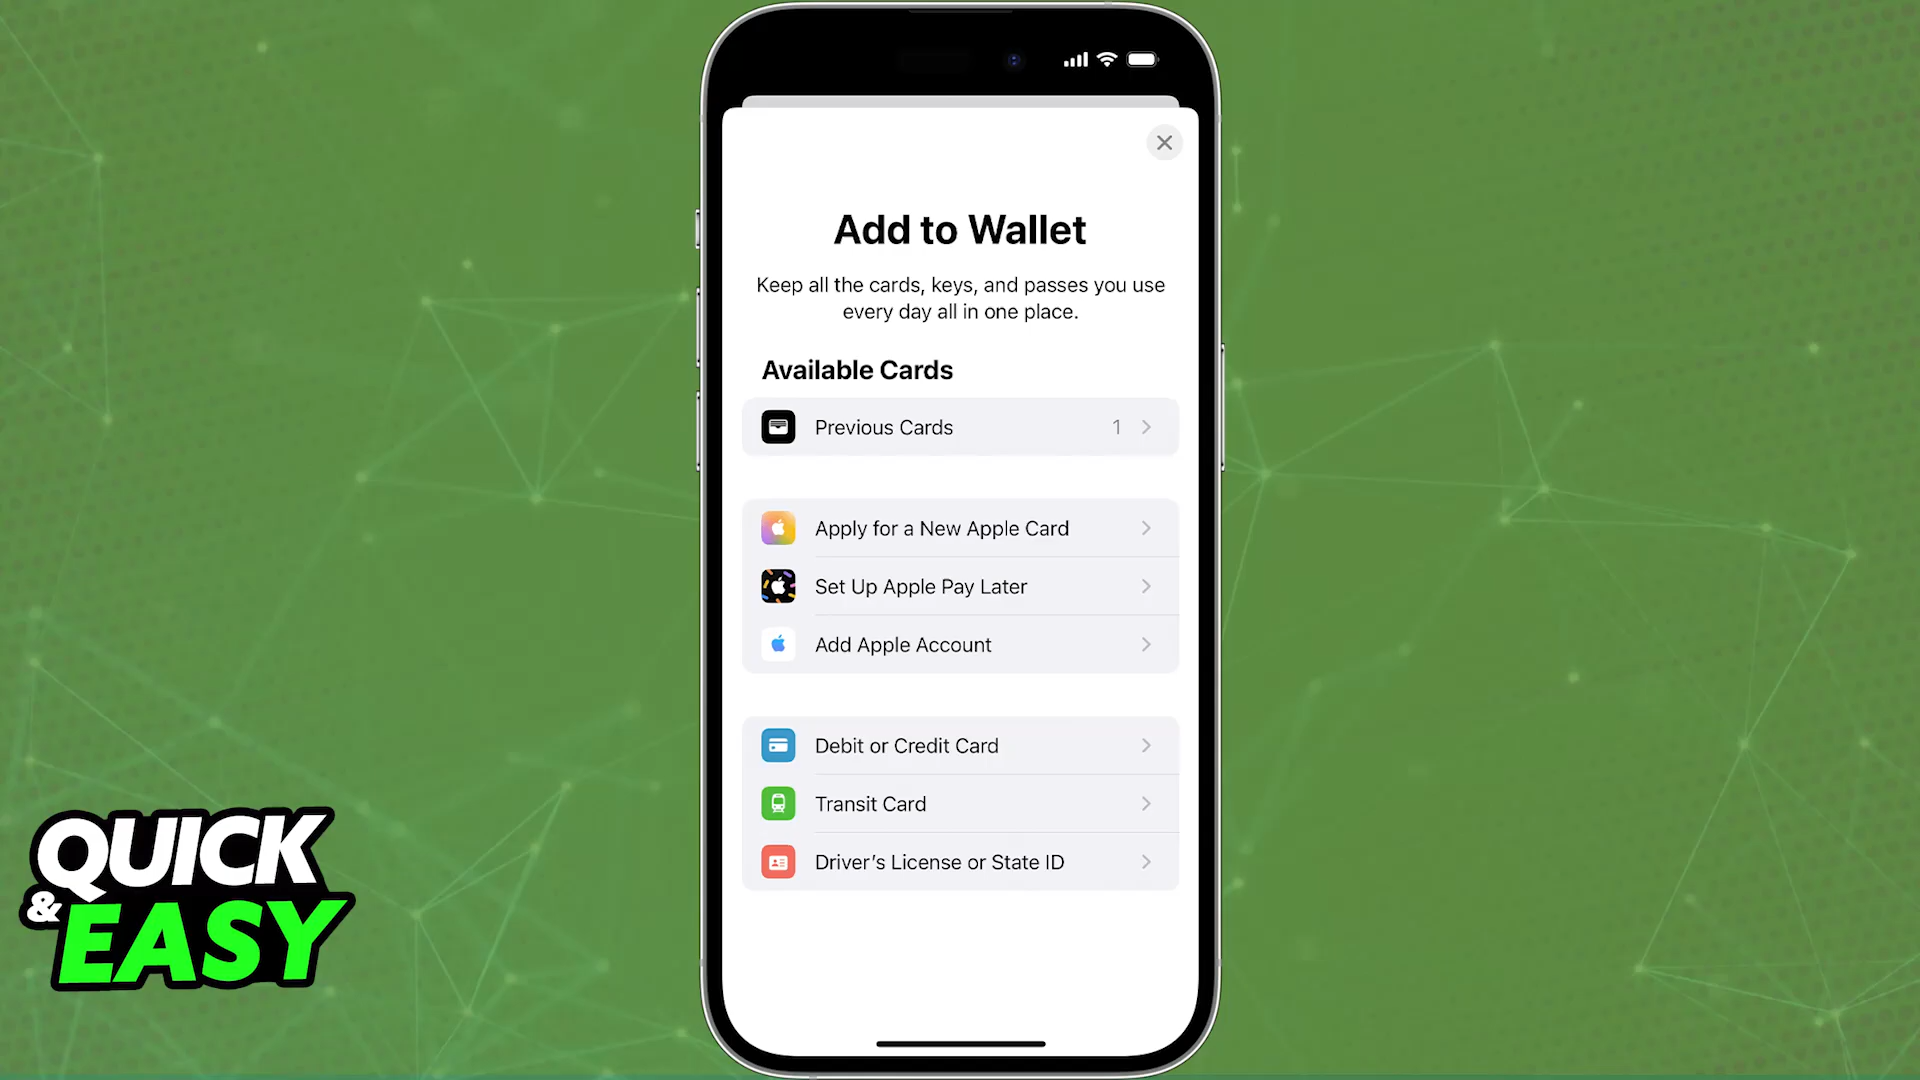 Add to Wallet
Keep all the cards, keys, and passes you use
every day all in one place.
Available Cards
Previous Cards 1
Apply for a New Apple Card
Set Up Apple Pay Later
Add Apple Account
Debit or Credit Card
Transit Card
Driver’s License or State ID
QUICK
& EASY